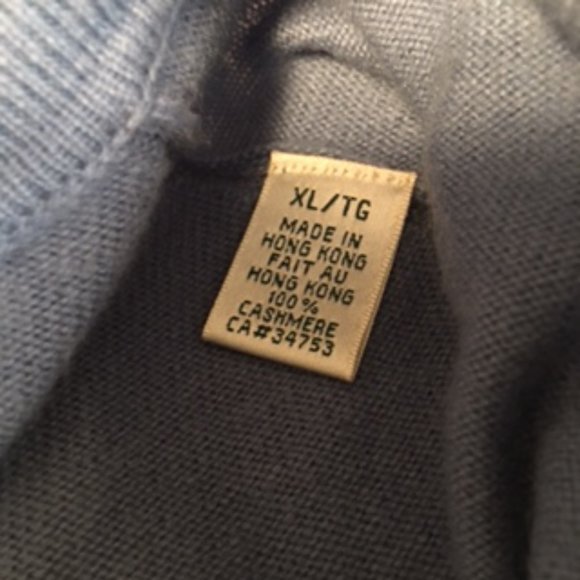 XL/TG
MADE IN
HONG KONG
FAIT AU
HONG KONG
100%
CASHMERE
CA#34753